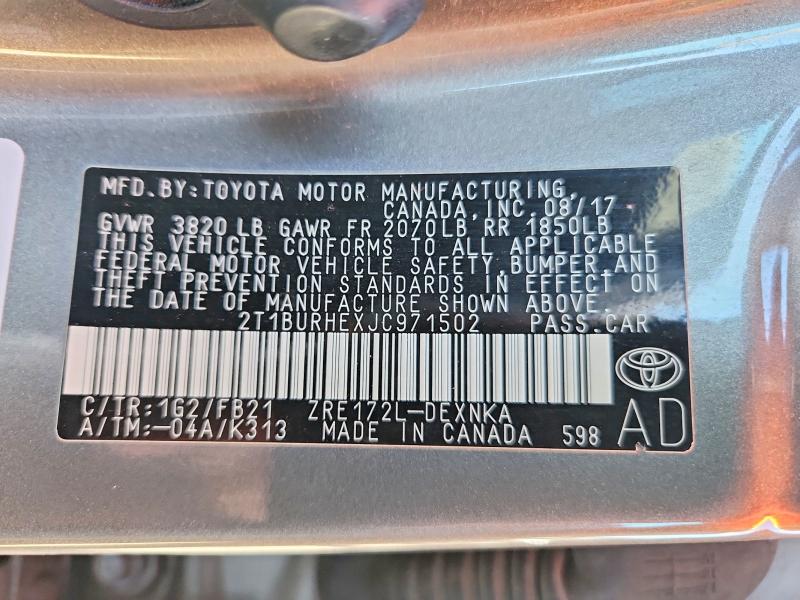 MFD. BY: TOYOTA MOTOR MANUFACTURING,
CANADA, INC. 08/17
GVWR 3820 LB GAWR FR 2070LB RR 1850LB
THIS VEHICLE CONFORMS TO ALL APPLICABLE
FEDERAL MOTOR VEHICLE SAFETY, BUMPER, AND
THEFT PREVENTION STANDARDS IN EFFECT ON
THE DATE OF MANUFACTURE SHOWN ABOVE.
2T1BURHEXJC971502 PASS. CAR
C/TR: 1G2/FB21 ZRE172L-DEXNKA
A/TM: -04A/K313 MADE IN CANADA 598 AD